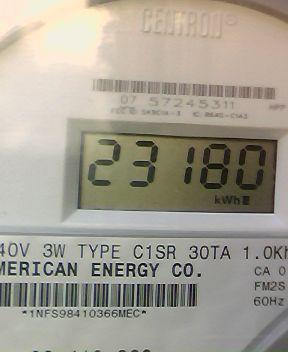 CENTRON®
07 57245311
23180
kWh
40V 3W TYPE C1SR 30TA 1.0Kh
MERICAN ENERGY CO.
CA 0
FM2S
60Hz
*1NFS98410366MEC*